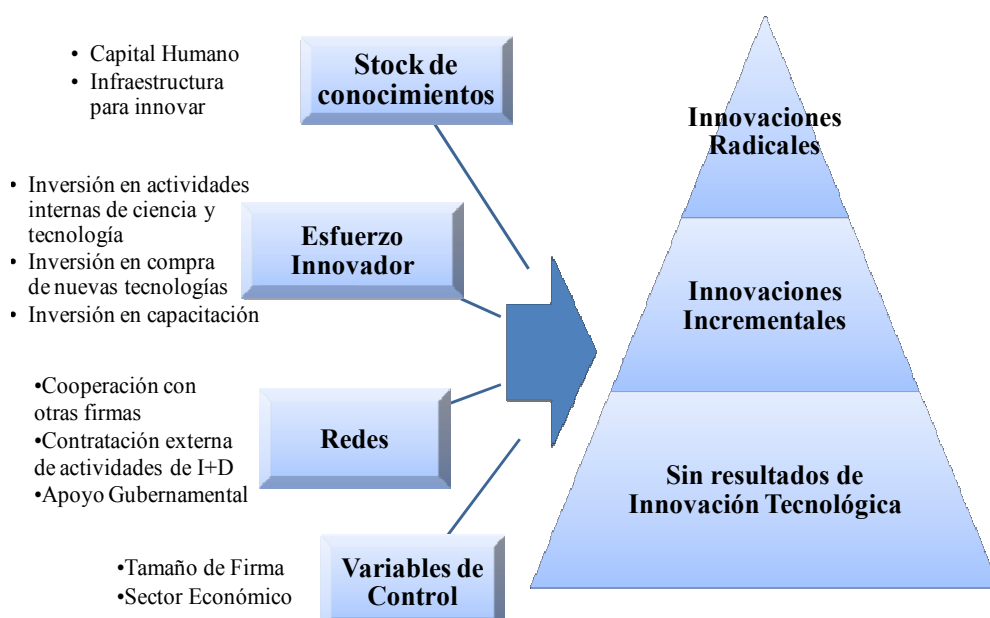 • Capital Humano
• Infraestructura
para innovar
Stock de
conocimientos
• Inversión en actividades
internas de ciencia y
tecnología
• Inversión en compra
de nuevas tecnologías
• Inversión en capacitación
Esfuerzo
Innovador
•Cooperación con
otras firmas
•Contratación externa
de actividades de I+D
•Apoyo Gubernamental
Redes
•Tamaño de Firma
•Sector Económico
Variables de
Control
Innovaciones
Radicales
Innovaciones
Incrementales
Sin resultados de
Innovación Tecnológica